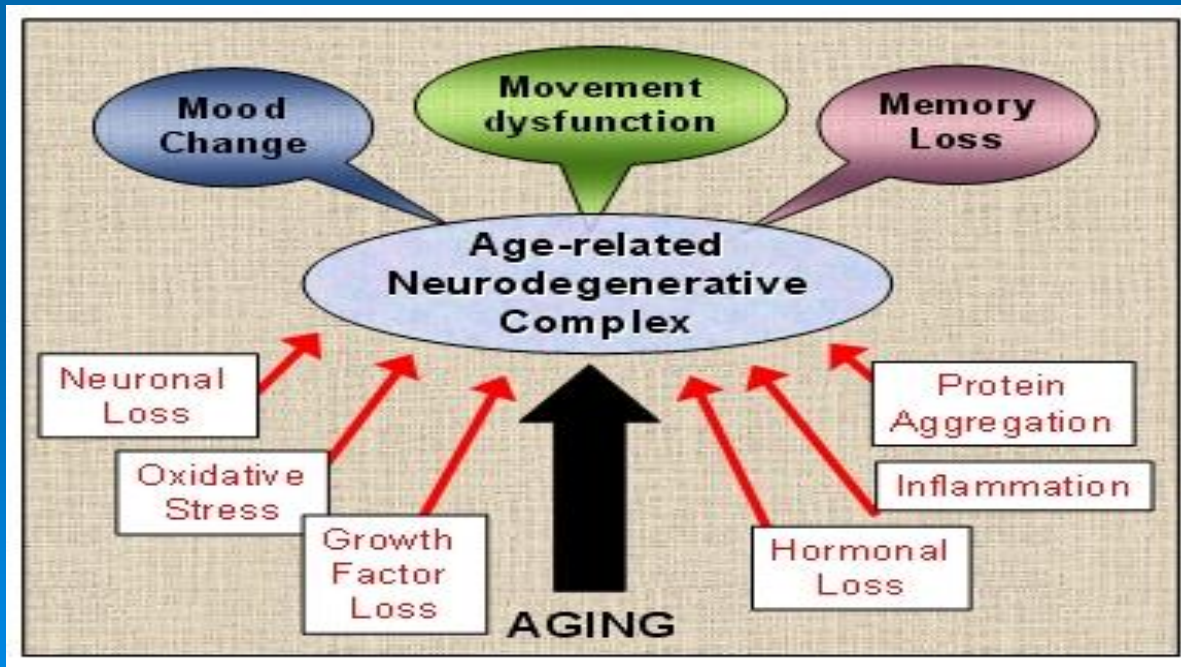 Mood
Change
Movement
dysfunction
Memory
Loss
Age-related
Neurodegenerative
Complex
Neuronal
Loss
Oxidative
Stress
Growth
Factor
Loss
AGING
Hormonal
Loss
Inflammation
Protein
Aggregation